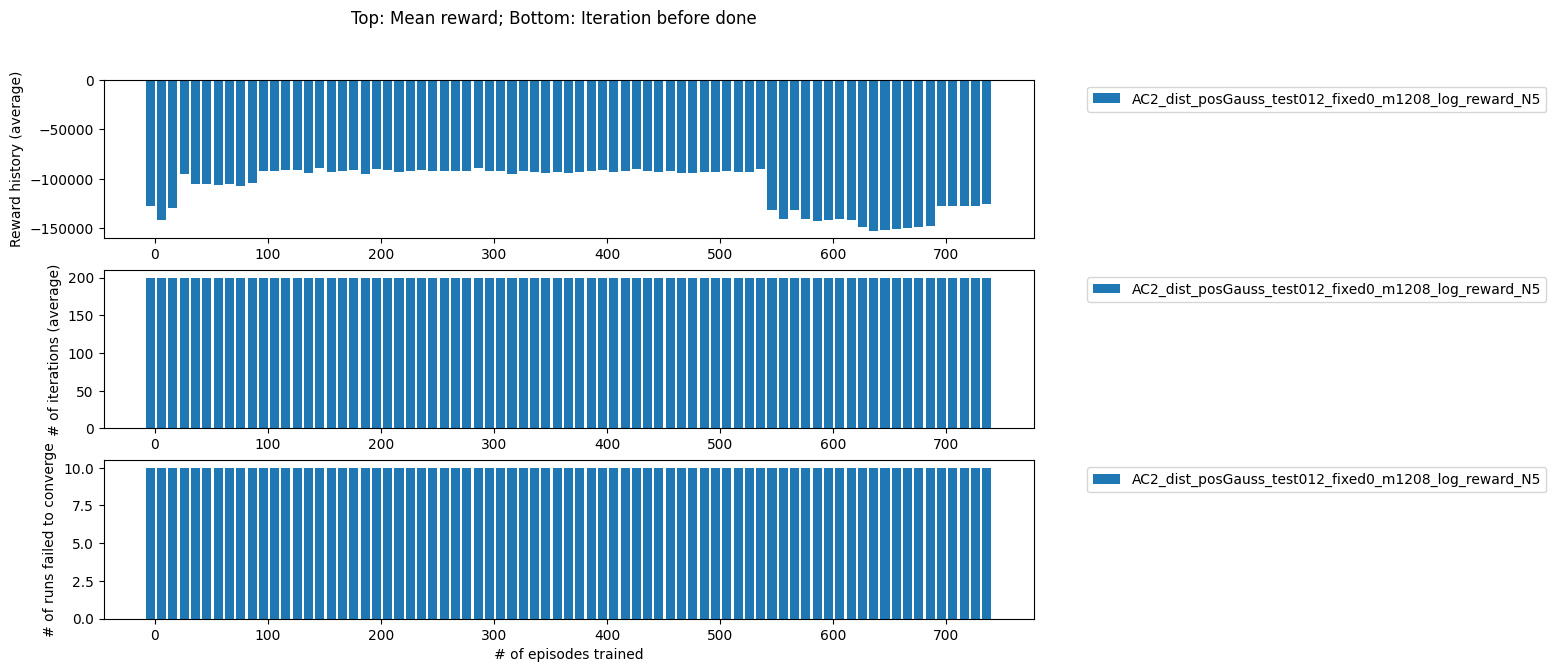 Top: Mean reward; Bottom: Iteration before done
Reward history (average)
0
−50000
−100000
−150000
0 100 200 300 400 500 600 700
AC2_dist_posGauss_test012_fixed0_m1208_log_reward_N5
# of iterations (average)
200
150
100
50
0
0 100 200 300 400 500 600 700
AC2_dist_posGauss_test012_fixed0_m1208_log_reward_N5
# of runs failed to converge
10.0
7.5
5.0
2.5
0.0
0 100 200 300 400 500 600 700
AC2_dist_posGauss_test012_fixed0_m1208_log_reward_N5
# of episodes trained